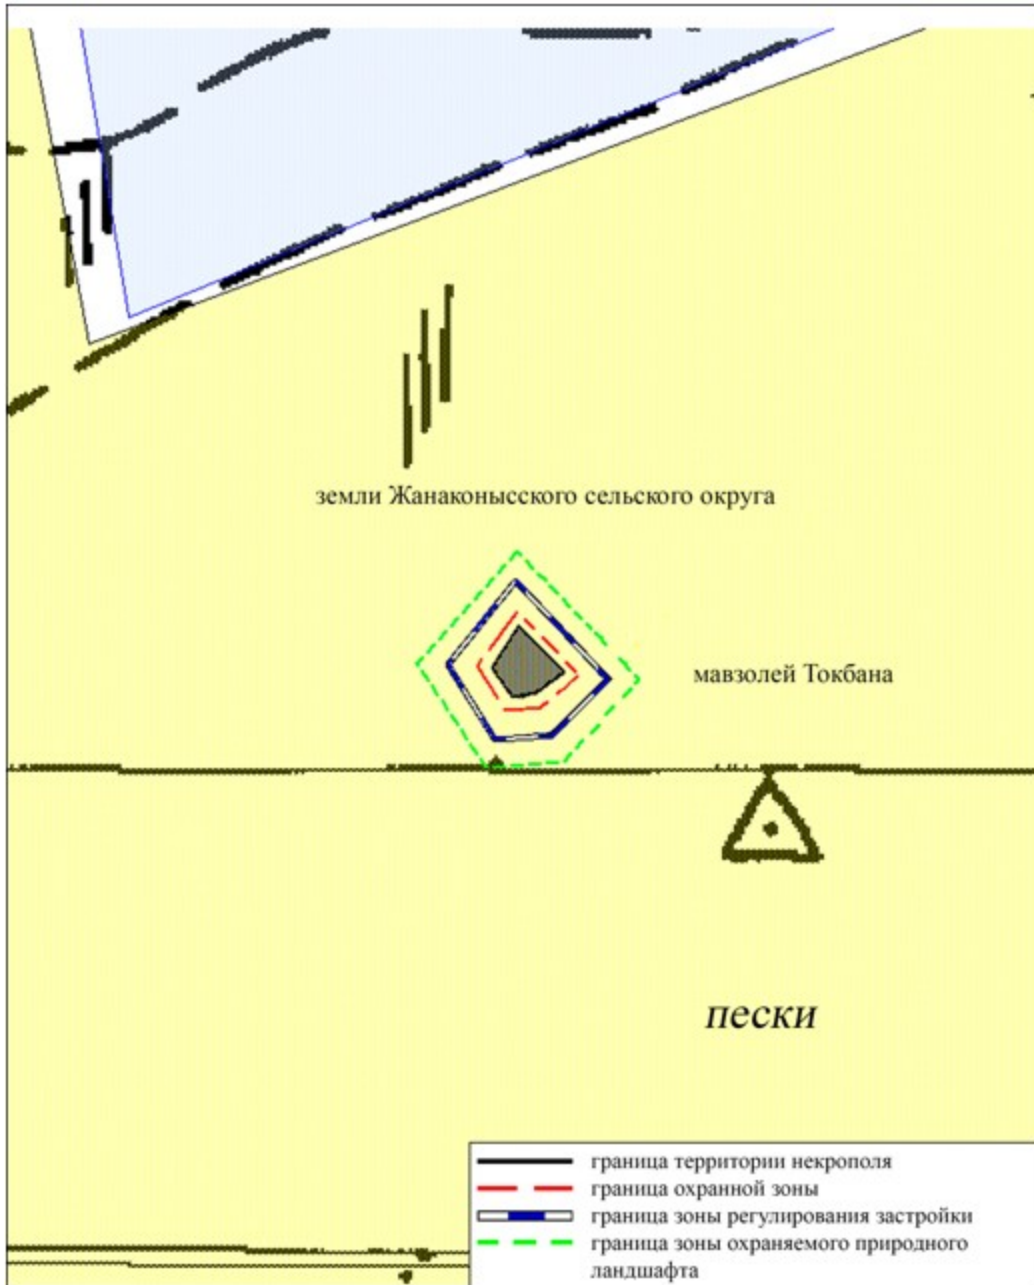 земли Жанаконысского сельского округа
мавзолей Токбана
пески
граница территории некрополя
граница охранной зоны
граница зоны регулирования застройки
граница зоны охраняемого природного
ландшафта